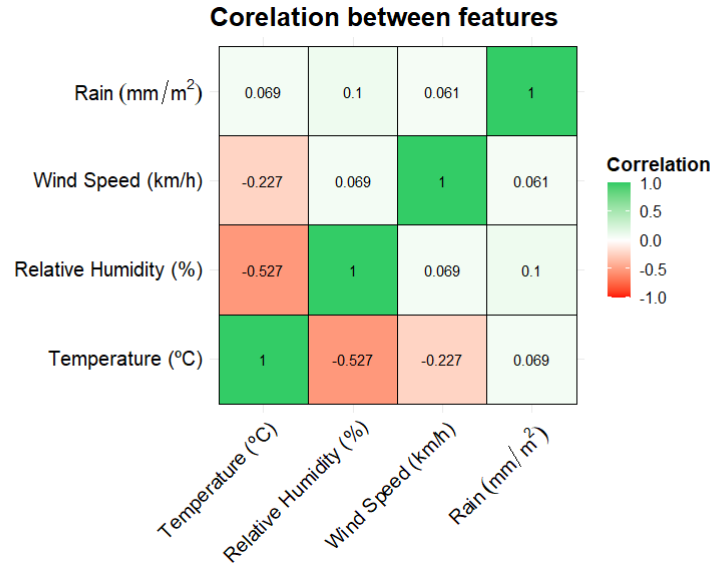 Corelation between features
Rain (mm/m²)
0.069
0.1
0.061
1
Wind Speed (km/h)
-0.227
0.069
1
0.061
Relative Humidity (%)
-0.527
1
0.069
0.1
Temperature (ºC)
1
-0.527
-0.227
0.069
Temperature (ºC)
Relative Humidity (%)
Wind Speed (km/h)
Rain (mm/m²)
Correlation
1.0
0.5
0.0
-0.5
-1.0